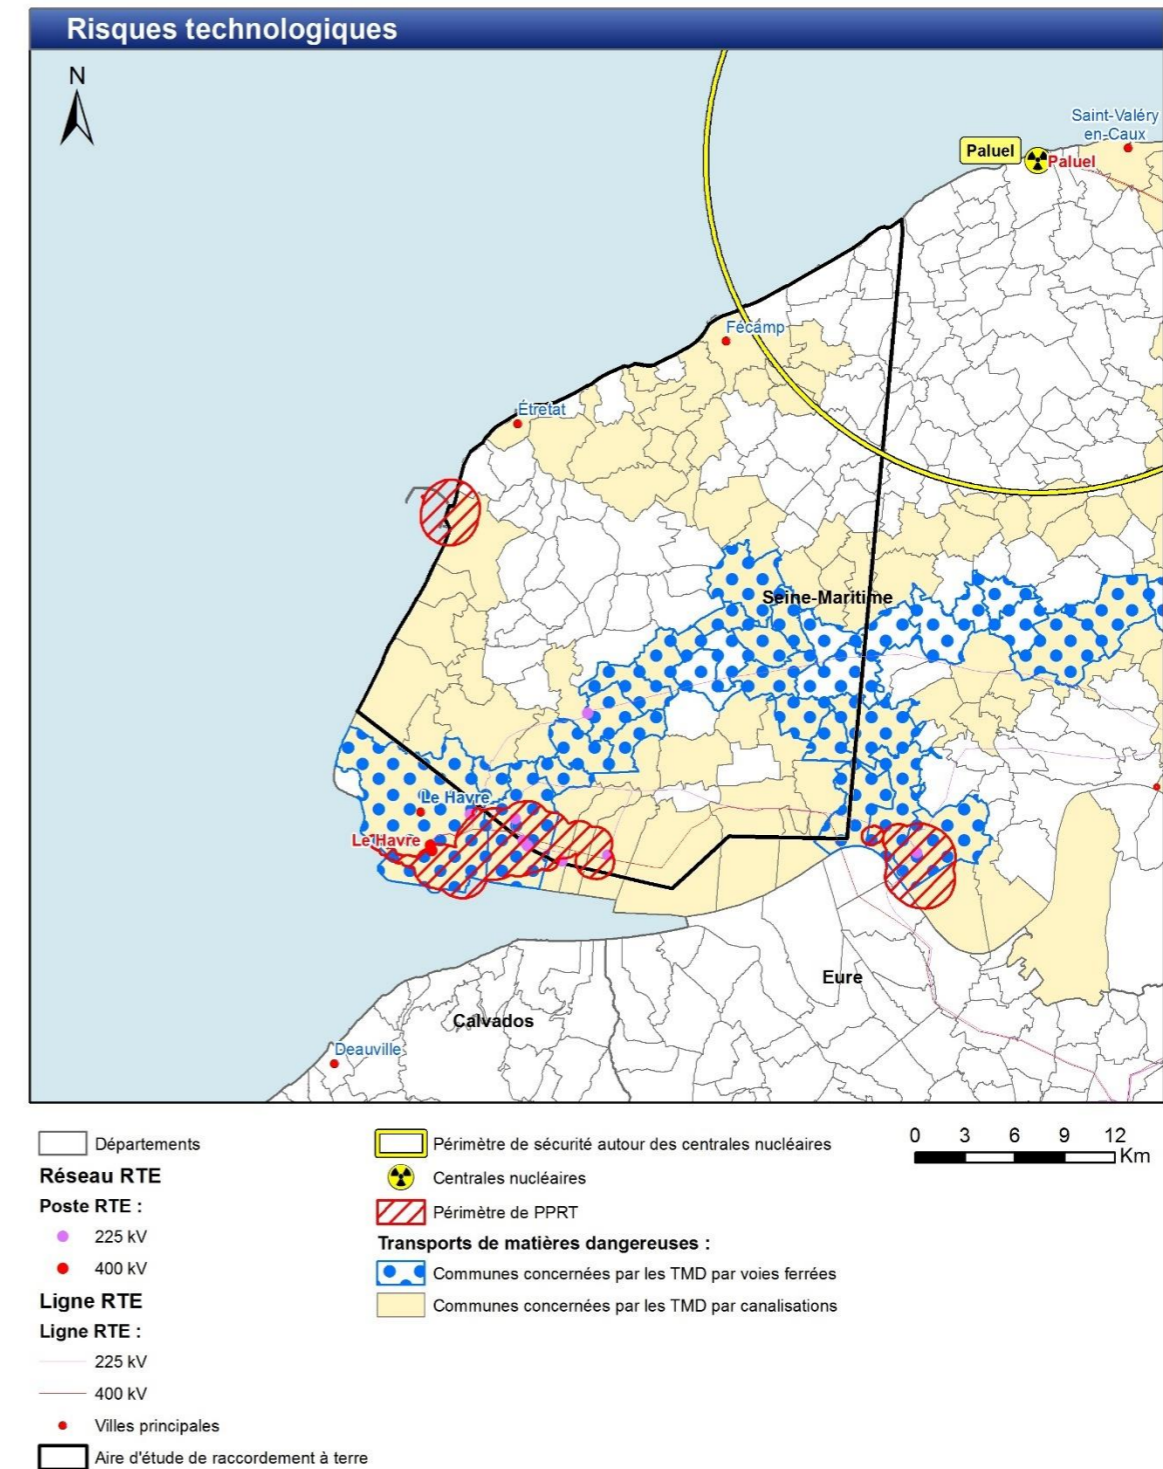 Risques technologiques
N
Saint-Valéry
en-Caux
Paluel
Paluel
Fécamp
Étretat
Seine-Maritime
Le Havre
Le Havre
Eure
Calvados
Deauville
Départements
Réseau RTE
Poste RTE :
225 kV
400 kV
Ligne RTE
Ligne RTE :
225 kV
400 kV
Villes principales
Aire d'étude de raccordement à terre
Périmètre de sécurité autour des centrales nucléaires
Centrales nucléaires
Périmètre de PPRT
Transports de matières dangereuses :
Communes concernées par les TMD par voies ferrées
Communes concernées par les TMD par canalisations
0 3 6 9 12
Km